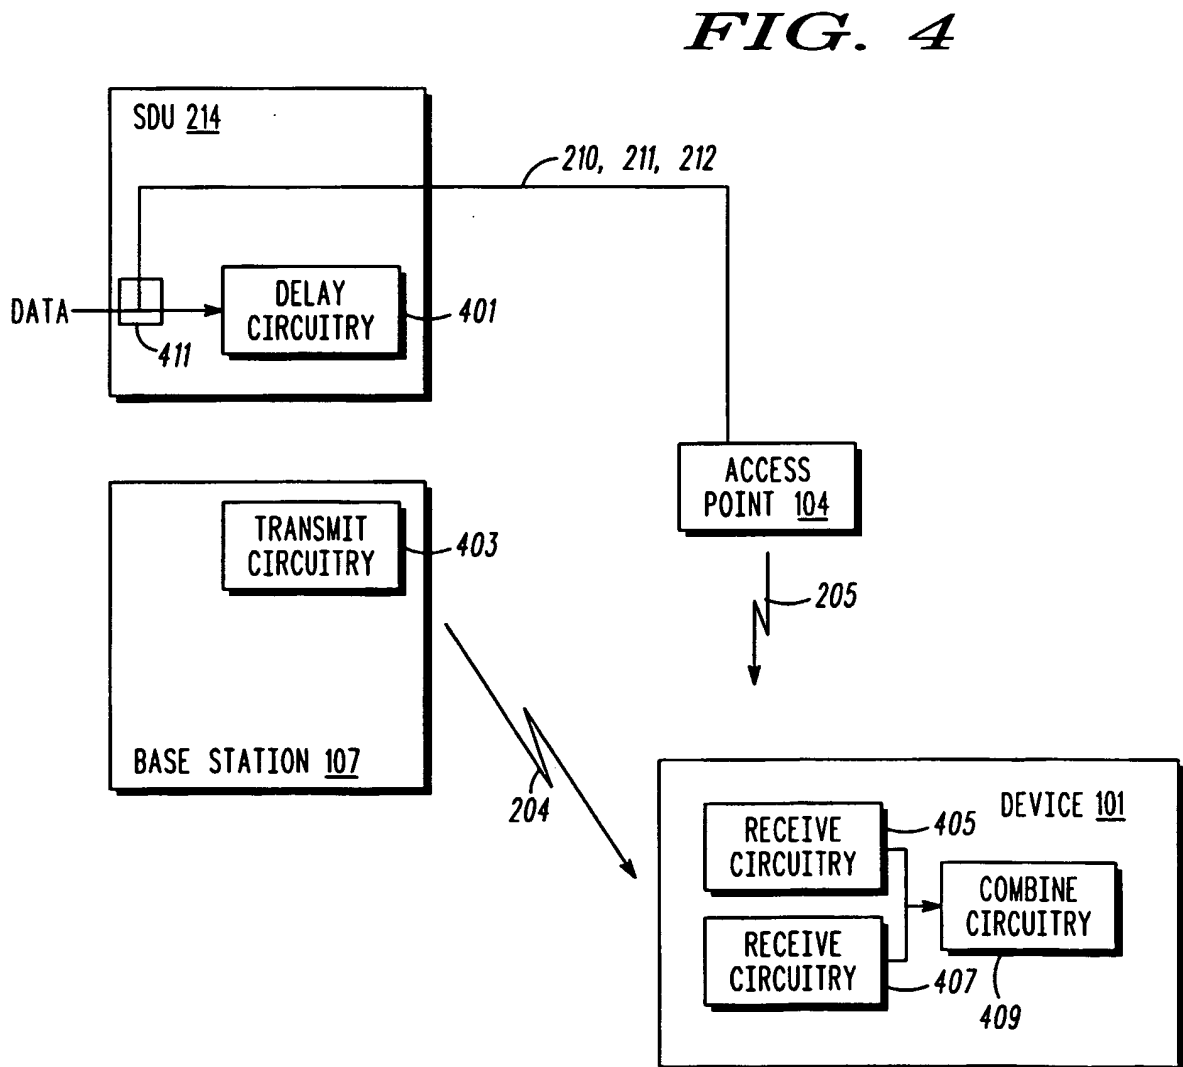 FIG. 4
SDU 214
210, 211, 212
DATA
411
DELAY
CIRCUITRY
401
ACCESS
POINT 104
TRANSMIT
CIRCUITRY
403
205
BASE STATION 107
204
DEVICE 101
RECEIVE
CIRCUITRY
405
COMBINE
CIRCUITRY
RECEIVE
CIRCUITRY
407
409